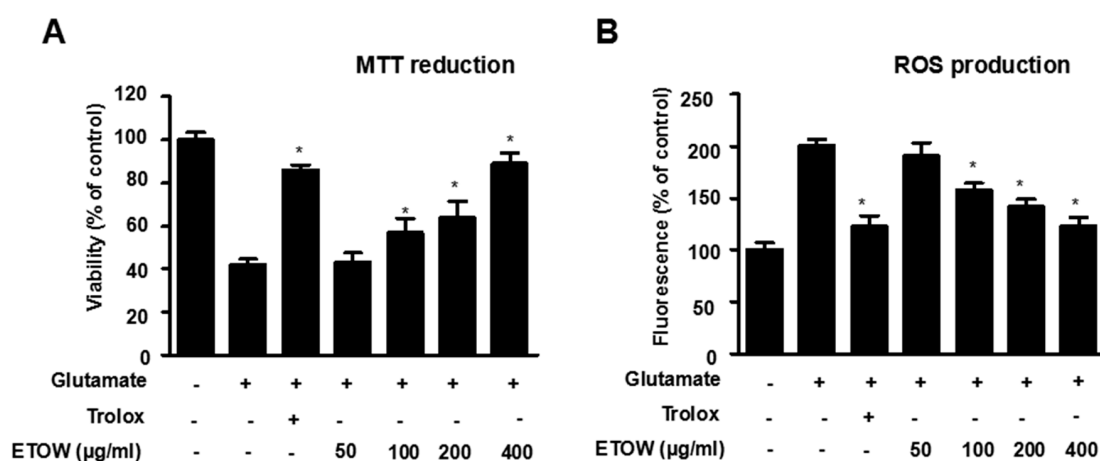 A
MTT reduction
Viability (% of control)
120
100
80
60
40
20
0
* * * *
Glutamate - + + + + + +
Trolox - - + - - - -
ETOW (µg/ml) - - - 50 100 200 400
B
ROS production
Fluorescence (% of control)
250
200
150
100
50
0
* * * *
Glutamate - + + + + + +
Trolox - - + - - - -
ETOW (µg/ml) - - - 50 100 200 400